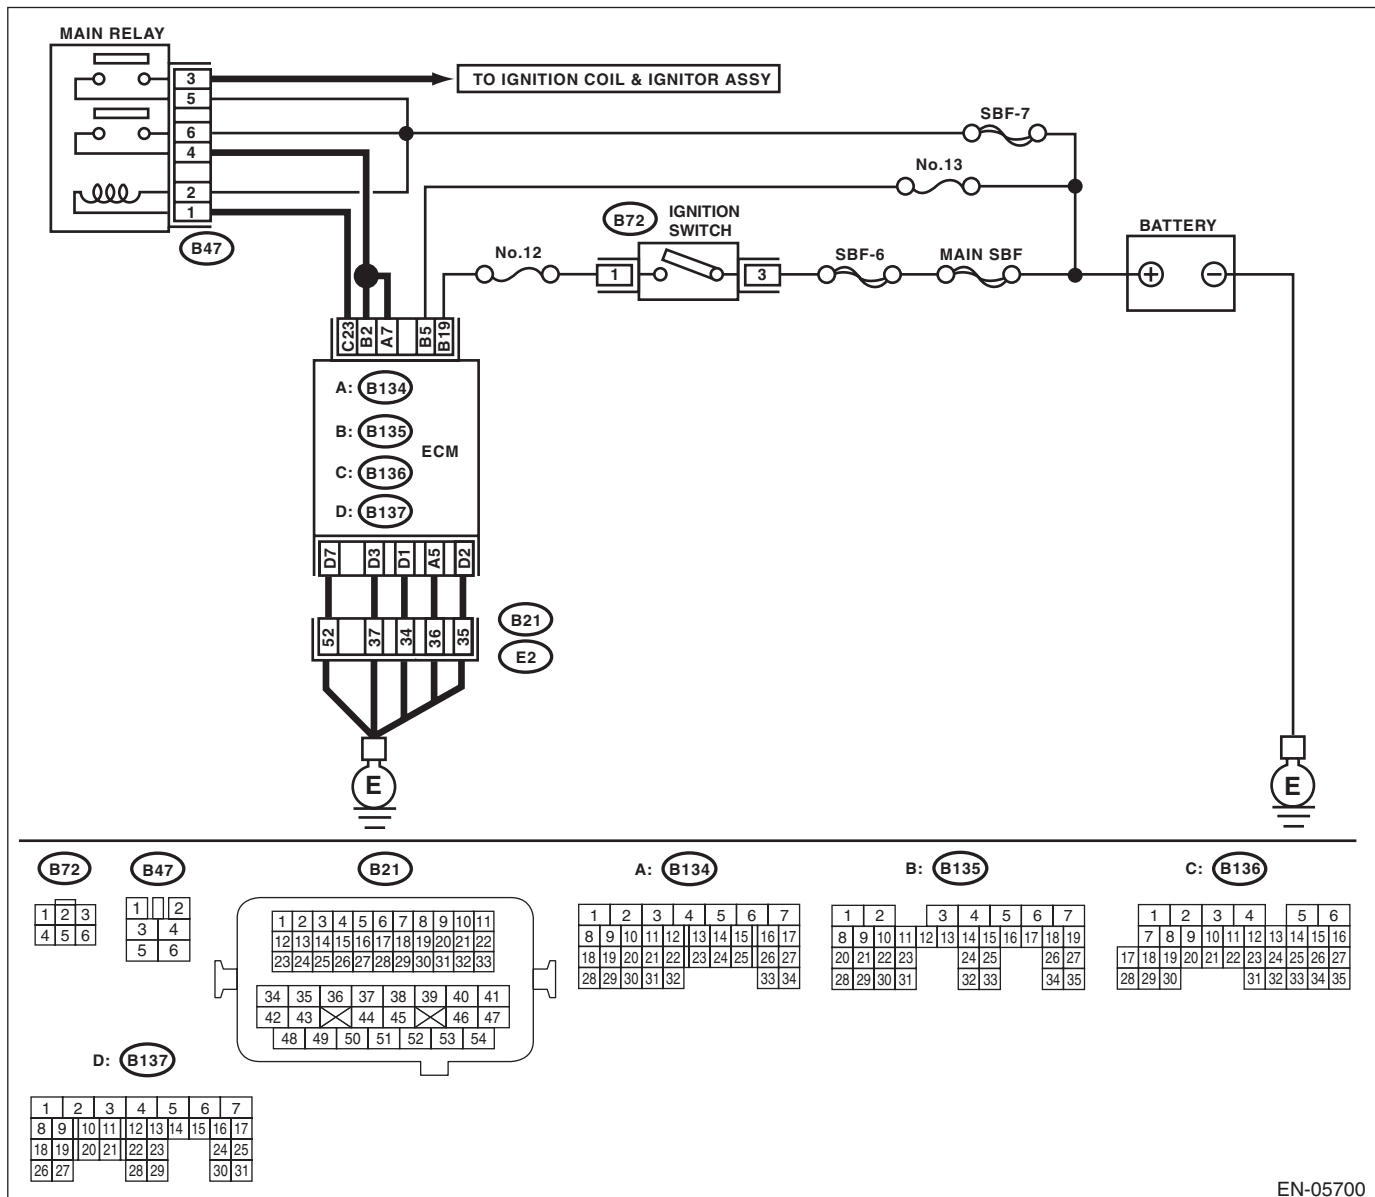 MAIN RELAY
3
5
6
4
2
1
B47
TO IGNITION COIL & IGNITOR ASSY
SBF-7
No.13
B72
IGNITION
SWITCH
No.12
1
3
SBF-6
MAIN SBF
BATTERY
+
−
C23
B2
A7
B5
B19
A: B134
B: B135
ECM
C: B136
D: B137
D7
D3
D1
A5
D2
52
37
34
36
35
B21
E2
E
E
B72
1 2 3
4 5 6
B47
1 2
3 4
5 6
B21
1 2 3 4 5 6 7 8 9 10 11
12 13 14 15 16 17 18 19 20 21 22
23 24 25 26 27 28 29 30 31 32 33
34 35 36 37 38 39 40 41
42 43 44 45 46 47
48 49 50 51 52 53 54
A: B134
1 2 3 4 5 6 7
8 9 10 11 12 13 14 15 16 17
18 19 20 21 22 23 24 25 26 27
28 29 30 31 32 33 34
B: B135
1 2 3 4 5 6 7
8 9 10 11 12 13 14 15 16 17 18 19
20 21 22 23 24 25 26 27
28 29 30 31 32 33 34 35
C: B136
1 2 3 4 5 6
7 8 9 10 11 12 13 14 15 16
17 18 19 20 21 22 23 24 25 26 27
28 29 30 31 32 33 34 35
D: B137
1 2 3 4 5 6 7
8 9 10 11 12 13 14 15 16 17
18 19 20 21 22 23 24 25
26 27 28 29 30 31
EN-05700